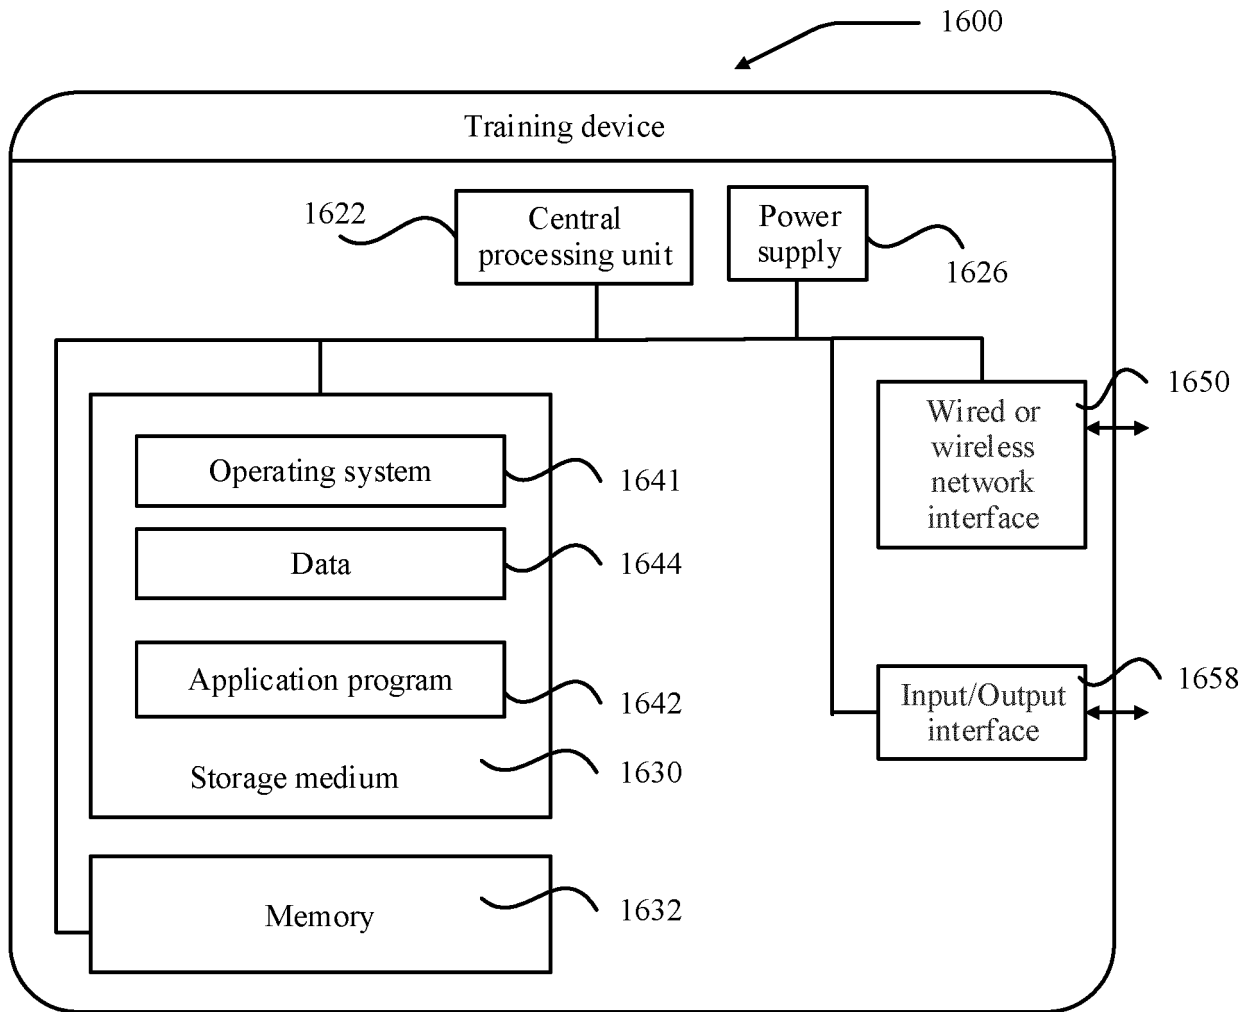 1600
Training device
1622
Central
processing unit
Power
supply
1626
1650
Wired or
wireless
network
interface
Operating system
1641
Data
1644
Application program
1642
Storage medium
1630
1658
Input/Output
interface
Memory
1632